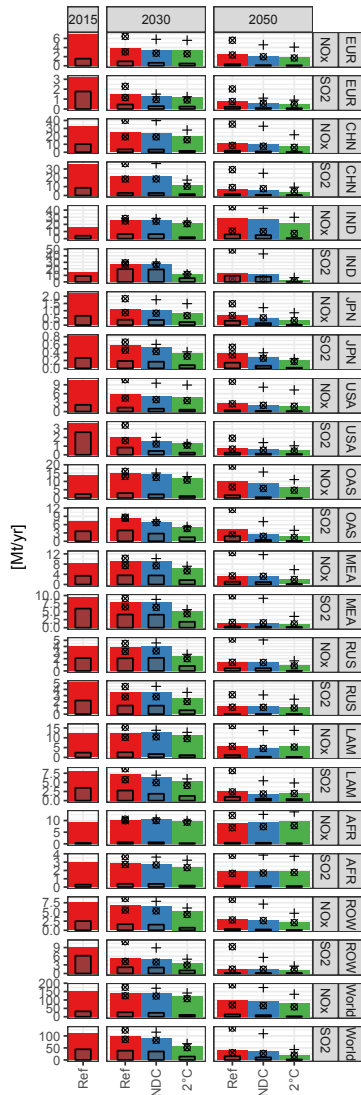 2015 2030 2050
6 4 2 0 NOx EUR
3 2 1 0 SO2 EUR
40 30 20 10 0 NOx CHN
30 20 10 0 SO2 CHN
40 30 20 10 0 NOx IND
50 40 30 20 10 0 SO2 IND
2.0 1.5 1.0 0.5 0.0 NOx JPN
0.8 0.6 0.4 0.2 0.0 SO2 JPN
9 6 3 0 NOx USA
3 2 1 0 SO2 USA
20 15 10 5 0 NOx OAS
12 9 6 3 0 SO2 OAS
12 8 4 0 NOx MEA
10.0 7.5 5.0 2.5 0.0 SO2 MEA
5 4 3 2 1 0 NOx RUS
5 4 3 2 1 0 SO2 RUS
15 10 5 0 NOx LAM
7.5 5.0 2.5 0.0 SO2 LAM
10 5 0 NOx AFR
4 3 2 1 0 SO2 AFR
7.5 5.0 2.5 0.0 NOx ROW
9 6 3 0 SO2 ROW
200 150 100 50 0 NOx World
100 50 0 SO2 World
Ref Ref NDC 2°C Ref NDC 2°C
[Mt/yr]